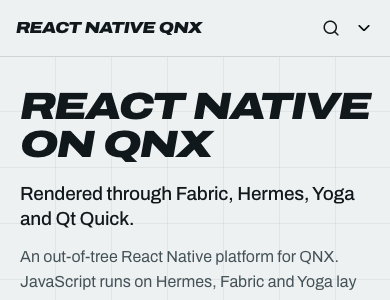 REACT NATIVE QNX
REACT NATIVE
ON QNX
Rendered through Fabric, Hermes, Yoga
and Qt Quick.
An out-of-tree React Native platform for QNX.
JavaScript runs on Hermes, Fabric and Yoga lay